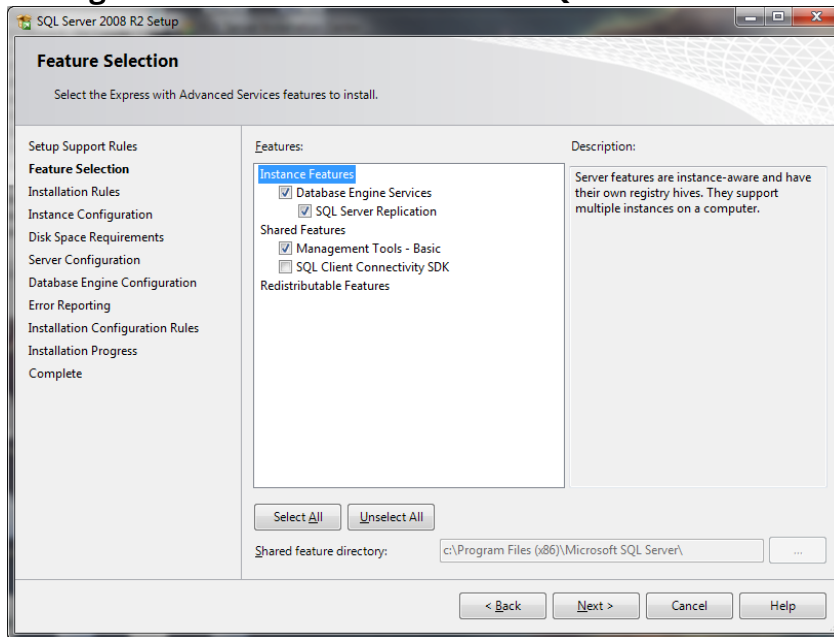 SQL Server 2008 R2 Setup
Feature Selection
Select the Express with Advanced Services features to install.
Setup Support Rules
Feature Selection
Installation Rules
Instance Configuration
Disk Space Requirements
Server Configuration
Database Engine Configuration
Error Reporting
Installation Configuration Rules
Installation Progress
Complete
Features:
Instance Features
Database Engine Services
SQL Server Replication
Shared Features
Management Tools - Basic
SQL Client Connectivity SDK
Redistributable Features
Description:
Server features are instance-aware and have
their own registry hives. They support
multiple instances on a computer.
Select All
Unselect All
Shared feature directory:
c:\Program Files (x86)\Microsoft SQL Server\
...
< Back
Next >
Cancel
Help